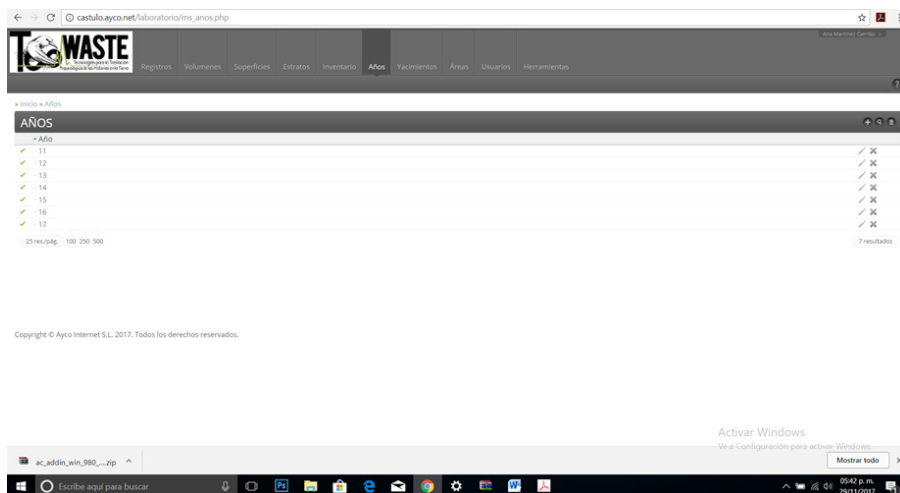 castulo.ayco.net/laboratorio/ms_anos.php
WASTE
Registros Volumenes Superficies Estratos Inventario Años Yacimientos Áreas Usuarios Herramientas
Ana Martínez Carrillo
» Inicio » Años
AÑOS
Año
11
12
13
14
15
16
17
25 res./pág. 100 250 500
7 resultados
Copyright © Ayco Internet S.L. 2017. Todos los derechos reservados.
Activar Windows
Ve a Configuración para activar Windows.
ac_addin_win_980_....zip
Mostrar todo
Escribe aquí para buscar
Ps
05:42 p. m.
29/11/2017